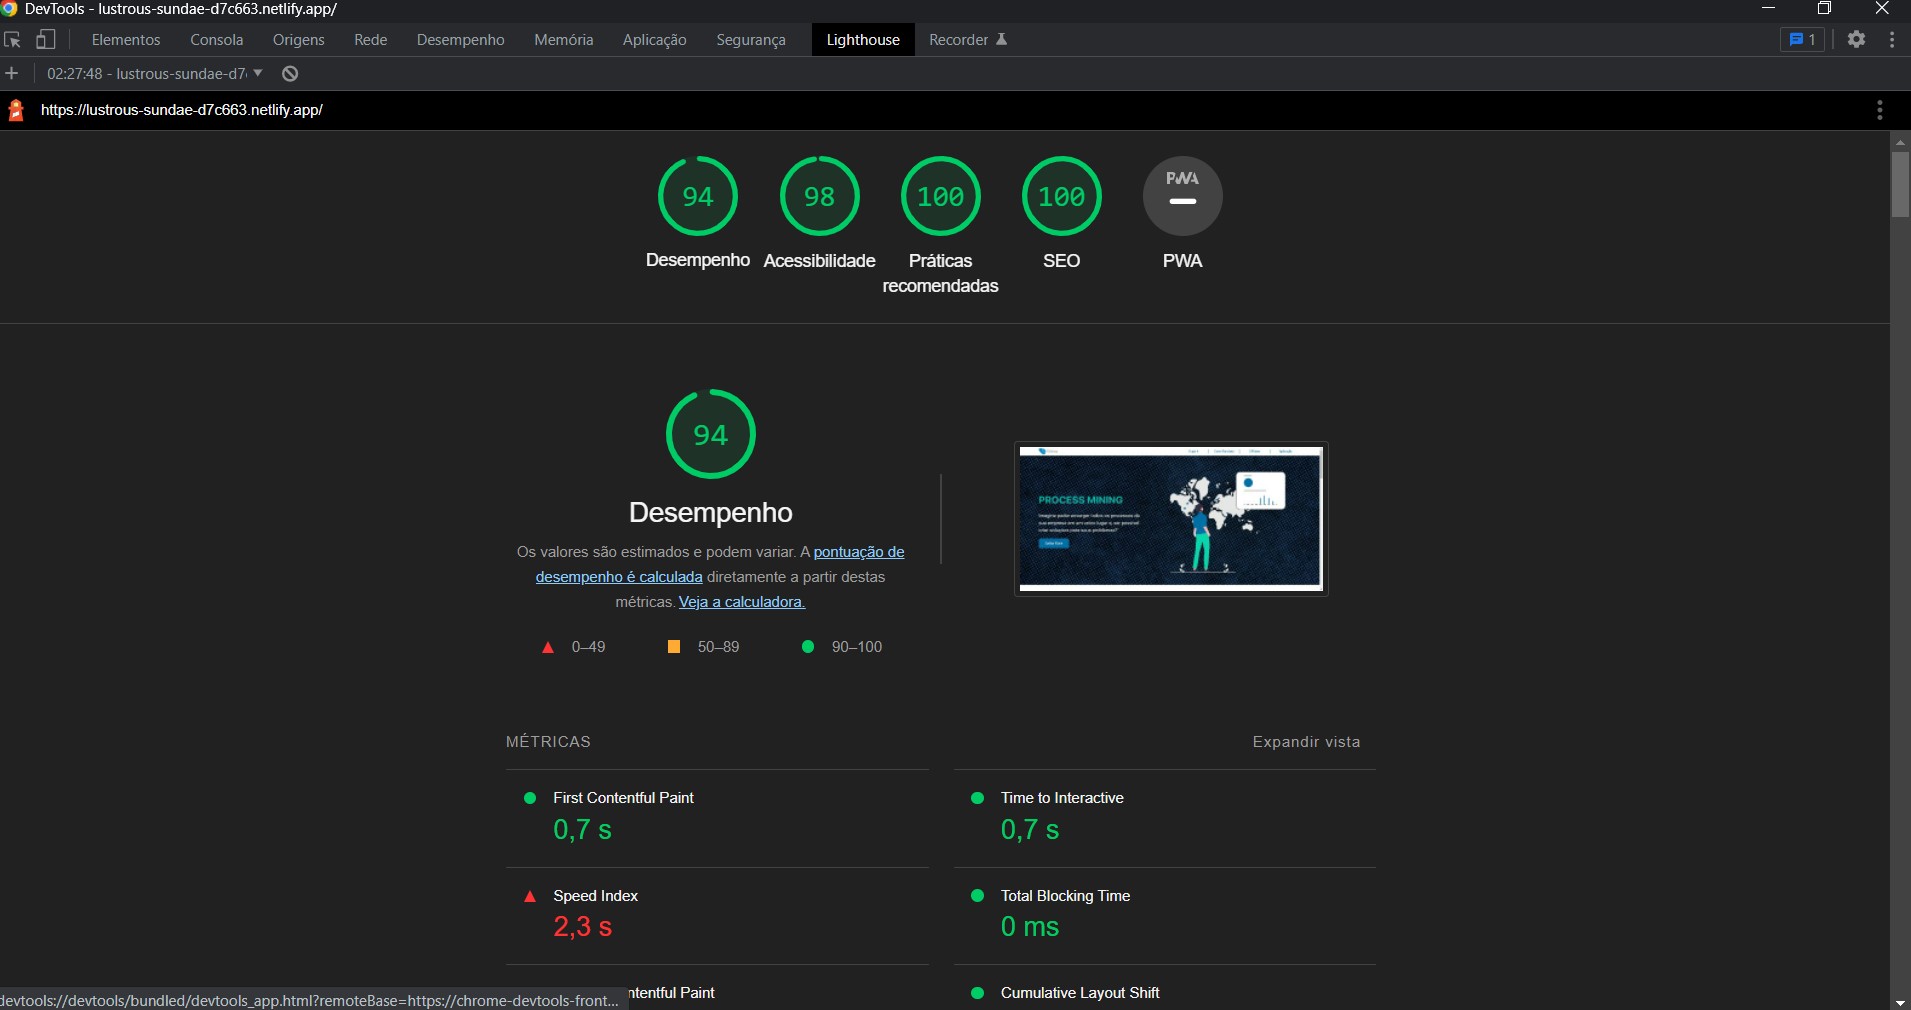 DevTools - lustrous-sundae-d7c663.netlify.app/
Elementos Consola Origens Rede Desempenho Memória Aplicação Segurança Lighthouse Recorder 1
02:27:48 - lustrous-sundae-d7
https://lustrous-sundae-d7c663.netlify.app/
94 98 100 100 PWA
Desempenho Acessibilidade Práticas recomendadas SEO PWA
94
Desempenho
Os valores são estimados e podem variar. A pontuação de
desempenho é calculada diretamente a partir destas
métricas. Veja a calculadora.
0–49 50–89 90–100
PROCESS MINING
MÉTRICAS Expandir vista
First Contentful Paint
0,7 s
Time to Interactive
0,7 s
Speed Index
2,3 s
Total Blocking Time
0 ms
ntentful Paint
Cumulative Layout Shift
devtools://devtools/bundled/devtools_app.html?remoteBase=https://chrome-devtools-front...